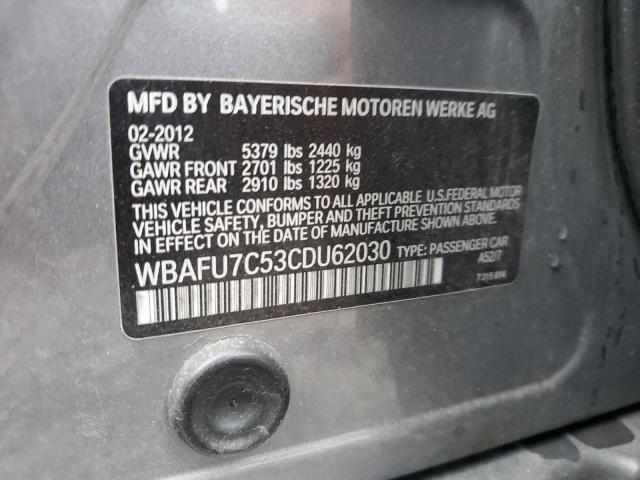 MFD BY BAYERISCHE MOTOREN WERKE AG
02-2012
GVWR 5379 lbs 2440 kg
GAWR FRONT 2701 lbs 1225 kg
GAWR REAR 2910 lbs 1320 kg
THIS VEHICLE CONFORMS TO ALL APPLICABLE U.S. FEDERAL MOTOR
VEHICLE SAFETY, BUMPER AND THEFT PREVENTION STANDARDS
IN EFFECT ON THE DATE OF MANUFACTURE SHOWN ABOVE.
WBAFU7C53CDU62030 TYPE: PASSENGER CAR
A52/7